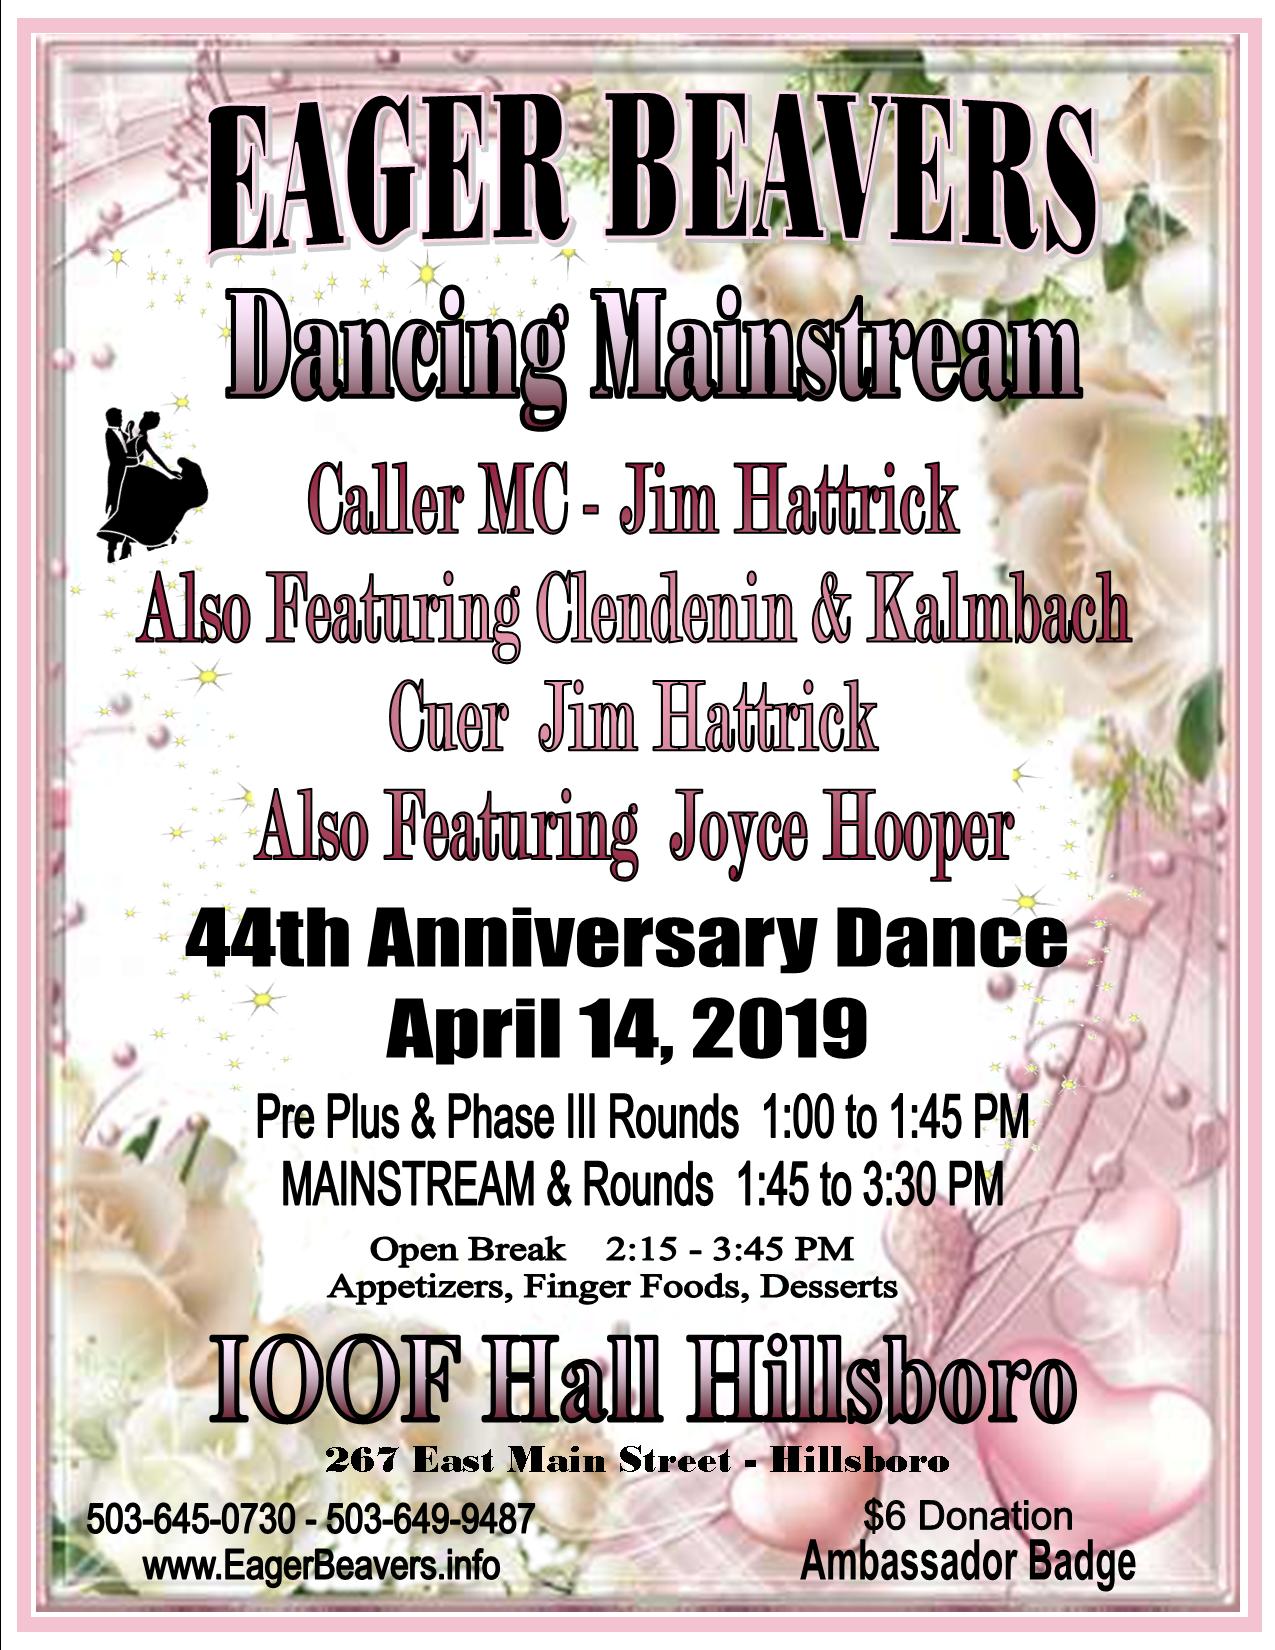 EAGER BEAVERS
Dancing Mainstream
Caller MC - Jim Hattrick
Also Featuring Clendenin & Kalmbach
Cuer Jim Hattrick
Also Featuring Joyce Hooper
44th Anniversary Dance
April 14, 2019
Pre Plus & Phase III Rounds 1:00 to 1:45 PM
MAINSTREAM & Rounds 1:45 to 3:30 PM
Open Break 2:15 - 3:45 PM
Appetizers, Finger Foods, Desserts
IOOF Hall Hillsboro
267 East Main Street - Hillsboro
503-645-0730 - 503-649-9487
www.EagerBeavers.info
$6 Donation
Ambassador Badge